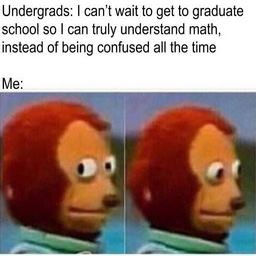 Undergrads: I can't wait to get to graduate
school so I can truly understand math,
instead of being confused all the time
Me: